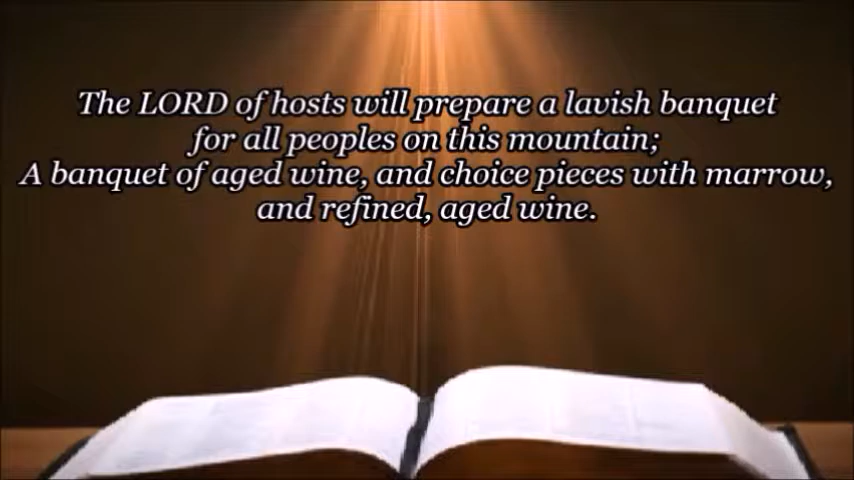 The LORD of hosts will prepare a lavish banquet
for all peoples on this mountain;
A banquet of aged wine, and choice pieces with marrow,
and refined, aged wine.